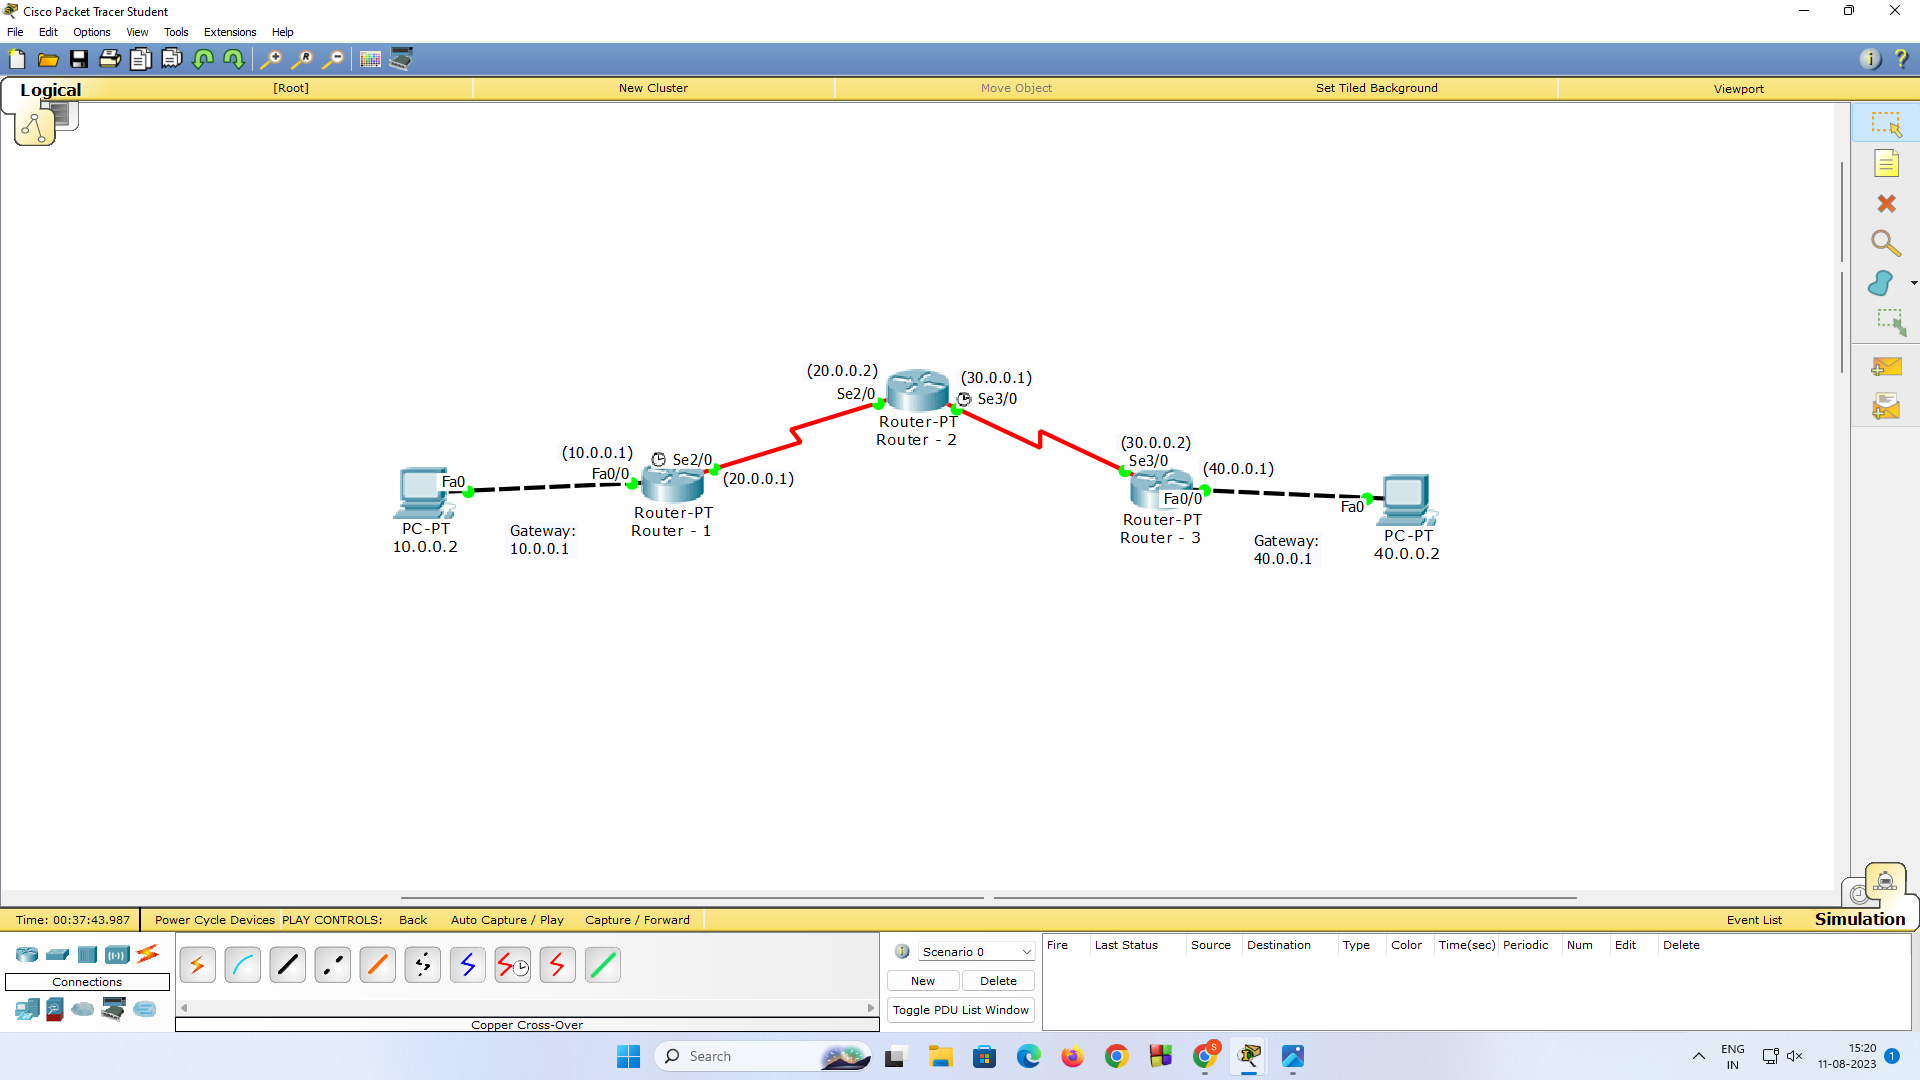 Cisco Packet Tracer Student
File Edit Options View Tools Extensions Help
Logical [Root] New Cluster Move Object Set Tiled Background Viewport
(20.0.0.2) (30.0.0.1)
Se2/0 Se3/0
Router-PT
Router - 2
(10.0.0.1) Se2/0
Fa0/0 (20.0.0.1)
Fa0
Router-PT
Router - 1
PC-PT
10.0.0.2
Gateway:
10.0.0.1
(30.0.0.2)
Se3/0 (40.0.0.1)
Fa0/0 Fa0
Router-PT
Router - 3
Gateway:
40.0.0.1
PC-PT
40.0.0.2
Time: 00:37:43.987 Power Cycle Devices PLAY CONTROLS: Back Auto Capture / Play Capture / Forward Event List Simulation
Connections
Copper Cross-Over
Scenario 0
New Delete
Toggle PDU List Window
Fire Last Status Source Destination Type Color Time(sec) Periodic Num Edit Delete
Search
S
ENG
IN
15:20
11-08-2023
1